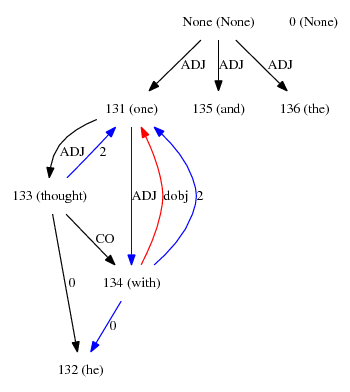 None (None) 0 (None)
ADJ ADJ ADJ
131 (one) 135 (and) 136 (the)
ADJ 2
133 (thought) ADJ dobj 2
CO
0 134 (with)
0
132 (he)